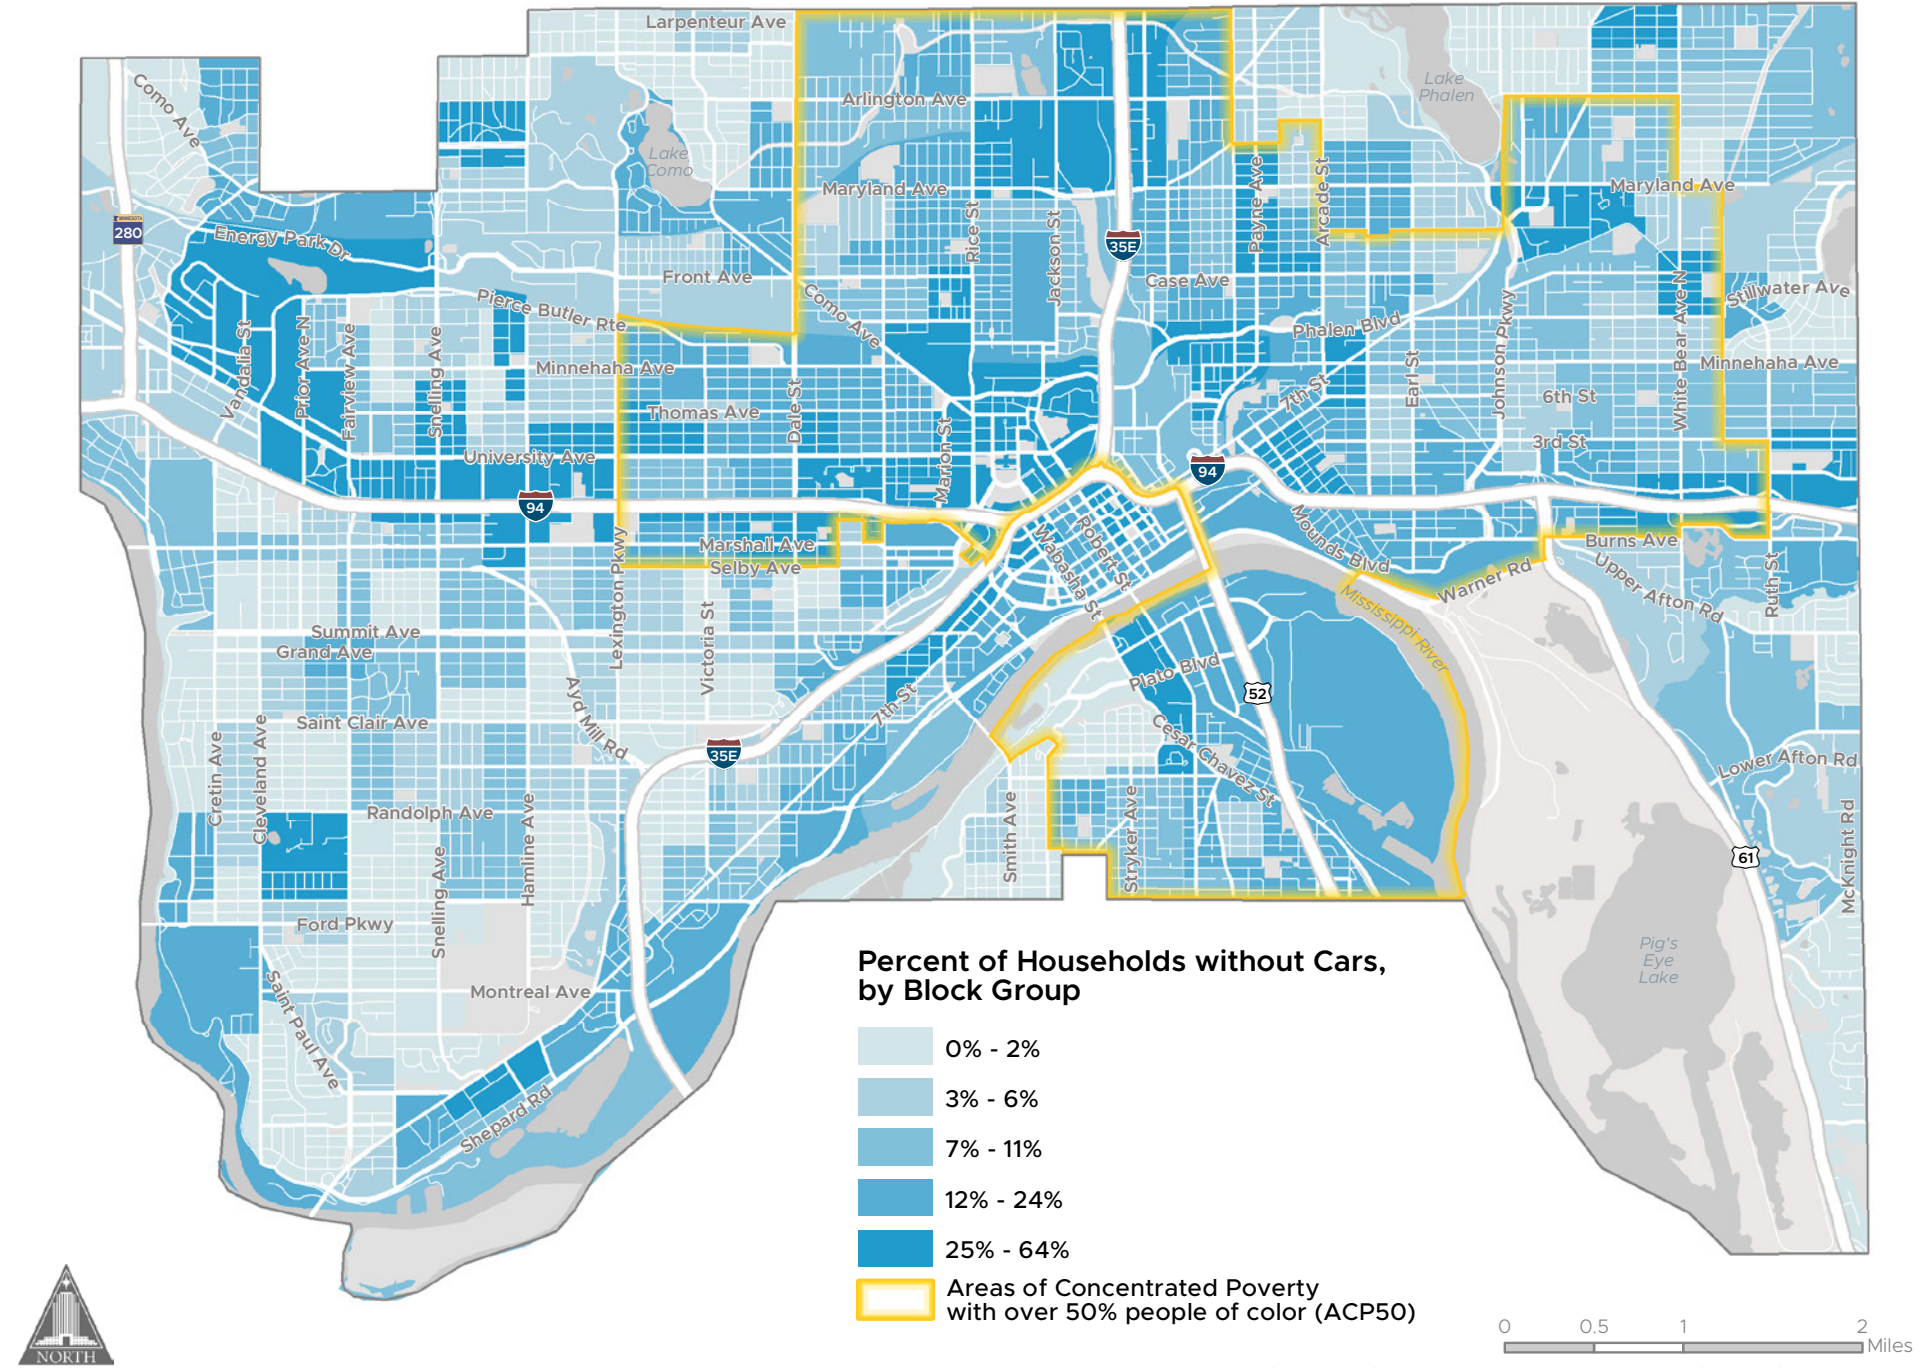 Larpenteur Ave
Como Ave
Arlington Ave
Lake
Phalen
Lake
Como
Maryland Ave
Maryland Ave
MINNESOTA
280
Energy Park Dr
Rice St
Jackson St
35E
Payne Ave
Arcade St
Front Ave
Case Ave
Pierce Butler Rte
Como Ave
Phalen Blvd
Johnson Pkwy
White Bear Ave N
Stillwater Ave
Vandalia St
Prior Ave N
Fairview Ave
Snelling Ave
Minnehaha Ave
Minnehaha Ave
Thomas Ave
Dale St
Marion St
7th St
Earl St
6th St
3rd St
University Ave
94
94
Lexington Pkwy
Marshall Ave
Selby Ave
Wabasha St
Robert St
Mounds Blvd
Burns Ave
Warner Rd
Upper Afton Rd
Ruth St
Mississippi River
Summit Ave
Grand Ave
Victoria St
Plato Blvd
52
7th St
Ayd Mill Rd
Saint Clair Ave
35E
Cesar Chavez St
Lower Afton Rd
Cretin Ave
Cleveland Ave
Randolph Ave
Hamline Ave
Smith Ave
Stryker Ave
McKnight Rd
61
Snelling Ave
Ford Pkwy
Saint Paul Ave
Montreal Ave
Shepard Rd
Pig's
Eye
Lake
Percent of Households without Cars,
by Block Group
0% - 2%
3% - 6%
7% - 11%
12% - 24%
25% - 64%
Areas of Concentrated Poverty
with over 50% people of color (ACP50)
0 0.5 1 2
Miles
NORTH